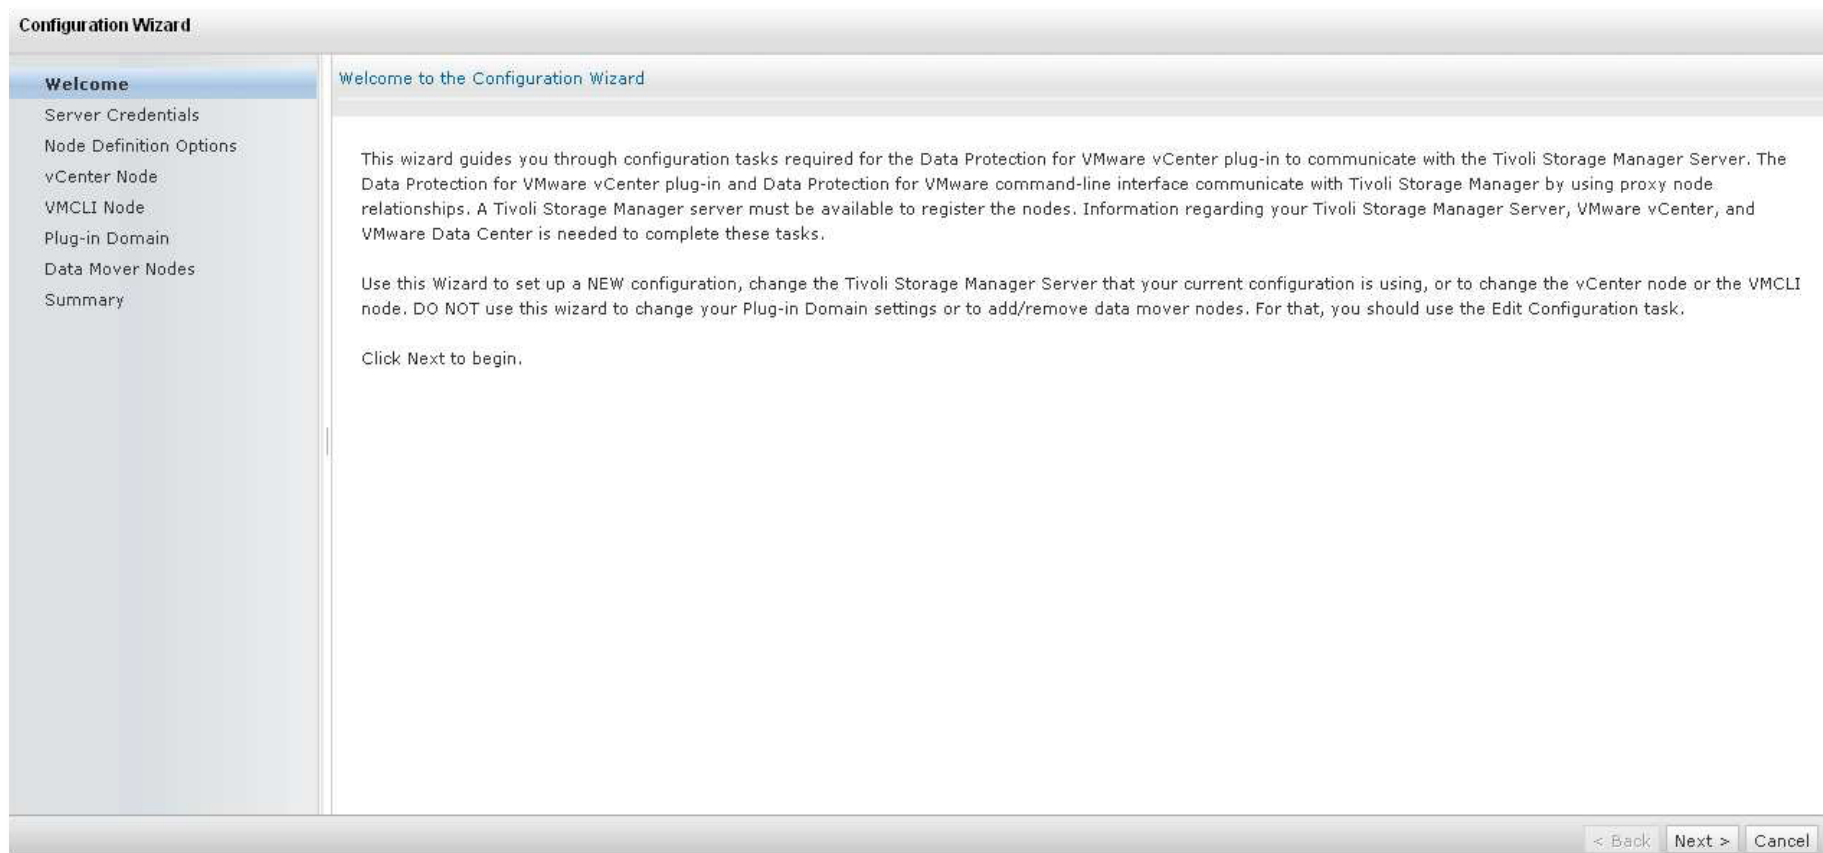 Configuration Wizard
Welcome
Server Credentials
Node Definition Options
vCenter Node
VMCLI Node
Plug-in Domain
Data Mover Nodes
Summary
Welcome to the Configuration Wizard
This wizard guides you through configuration tasks required for the Data Protection for VMware vCenter plug-in to communicate with the Tivoli Storage Manager Server. The
Data Protection for VMware vCenter plug-in and Data Protection for VMware command-line interface communicate with Tivoli Storage Manager by using proxy node
relationships. A Tivoli Storage Manager server must be available to register the nodes. Information regarding your Tivoli Storage Manager Server, VMware vCenter, and
VMware Data Center is needed to complete these tasks.
Use this Wizard to set up a NEW configuration, change the Tivoli Storage Manager Server that your current configuration is using, or to change the vCenter node or the VMCLI
node. DO NOT use this wizard to change your Plug-in Domain settings or to add/remove data mover nodes. For that, you should use the Edit Configuration task.
Click Next to begin.
< Back Next > Cancel